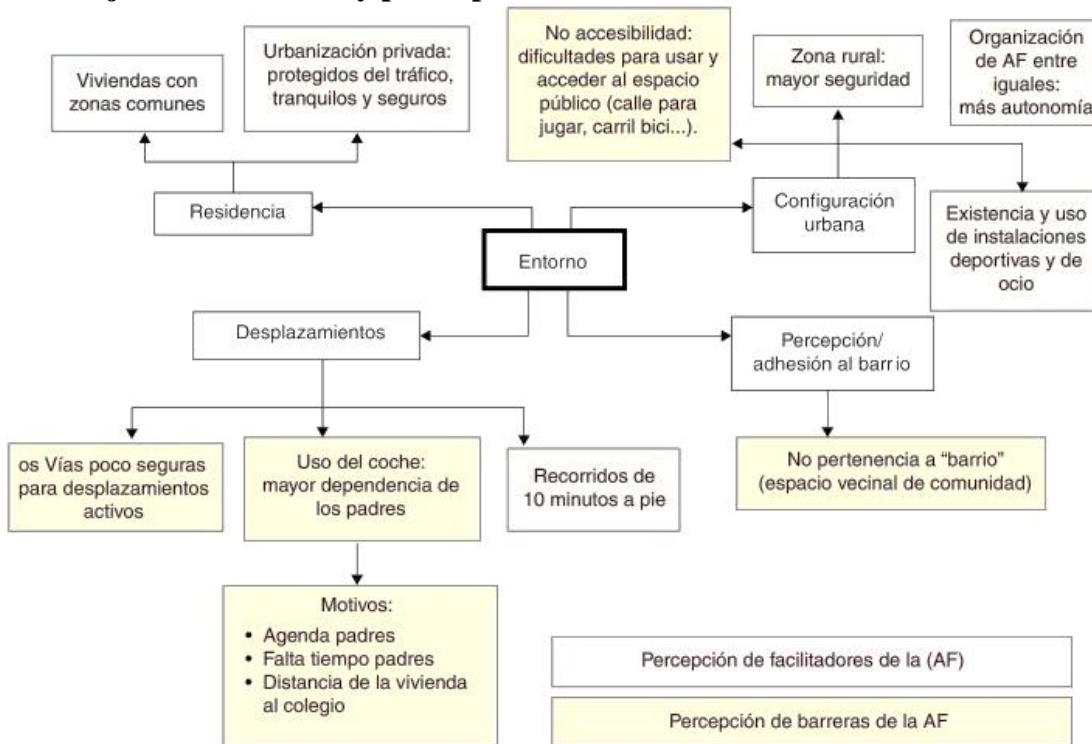 Viviendas con
zonas comunes
Urbanización privada:
protegidos del tráfico,
tranquilos y seguros
No accesibilidad:
dificultades para usar y
acceder al espacio
público (calle para
jugar, carril bici...).
Zona rural:
mayor seguridad
Organización
de AF entre
iguales:
más autonomía
Residencia
Configuración
urbana
Existencia y uso
de instalaciones
deportivas y de
ocio
Entorno
Desplazamientos
Percepción/
adhesión al barrio
os Vías poco seguras
para desplazamientos
activos
Uso del coche:
mayor dependencia de
los padres
Recorridos de
10 minutos a pie
No pertenencia a “barrio”
(espacio vecinal de comunidad)
Motivos:
• Agenda padres
• Falta tiempo padres
• Distancia de la vivienda
al colegio
Percepción de facilitadores de la (AF)
Percepción de barreras de la AF